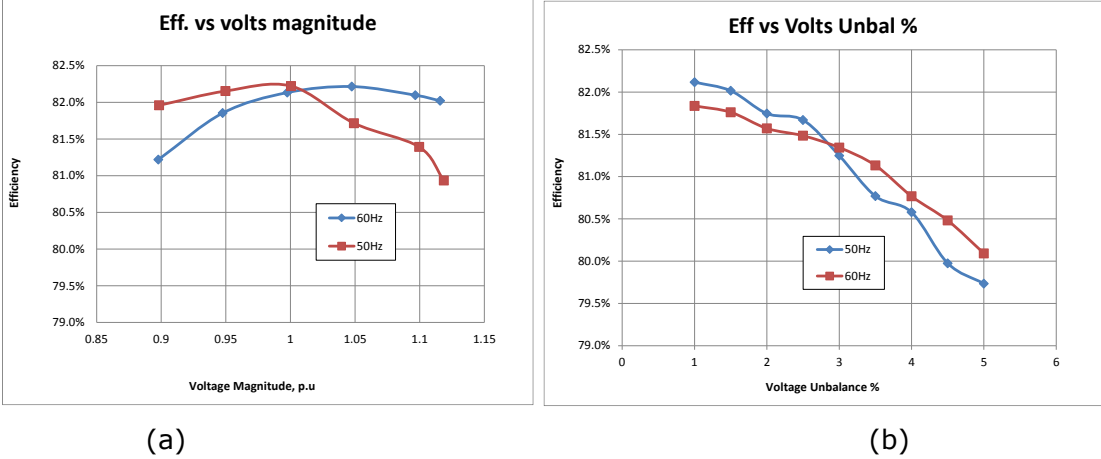 Eff. vs volts magnitude
82.5%
82.0%
81.5%
81.0%
80.5%
80.0%
79.5%
79.0%
Efficiency
60Hz
50Hz
0.85 0.9 0.95 1 1.05 1.1 1.15
Voltage Magnitude, p.u
(a)
Eff vs Volts Unbal %
82.5%
82.0%
81.5%
81.0%
80.5%
80.0%
79.5%
79.0%
Efficiency
50Hz
60Hz
0 1 2 3 4 5 6
Voltage Unbalance %
(b)